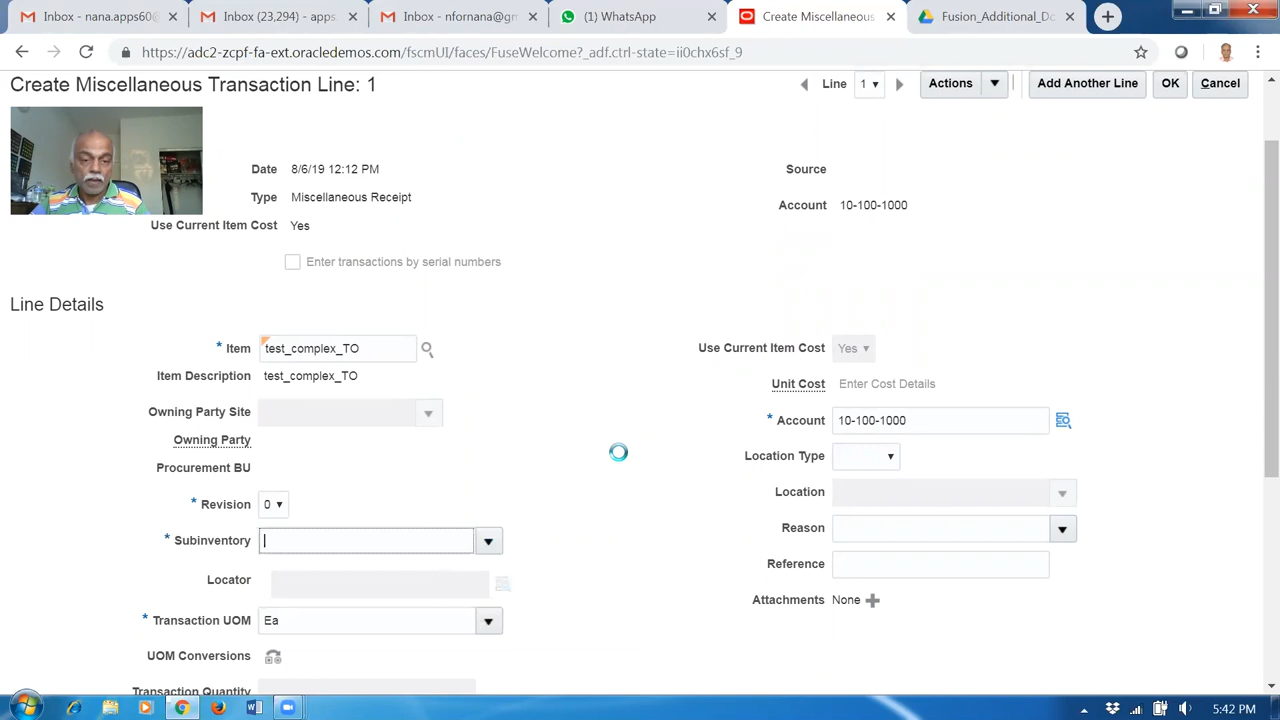 Inbox - nana.apps60
Inbox (23,294) - ap
Inbox - nfomonline
(1) WhatsApp
Create Miscellaneous
https://adc2-zcpf-fa-ext.oracledemos.com/fscmUI/faces/FuseWelcome?_adf.ctrl-state=ii0chx6sf_9
Create Miscellaneous Transaction Line: 1
Line 1 Actions Add Another Line OK Cancel
Date 8/6/19 12:12 PM
Source
Type Miscellaneous Receipt
Account 10-100-1000
Use Current Item Cost Yes
Enter transactions by serial numbers
Line Details
Item test_complex_TO
Use Current Item Cost Yes
Item Description test_complex_TO
Unit Cost Enter Cost Details
Owning Party Site
* Account 10-100-1000
Owning Party
Location Type
Procurement BU
Location
* Revision 0
Reason
* Subinventory
Reference
Locator
Attachments None
* Transaction UOM Ea
UOM Conversions
Transaction Quantity
5:42 PM